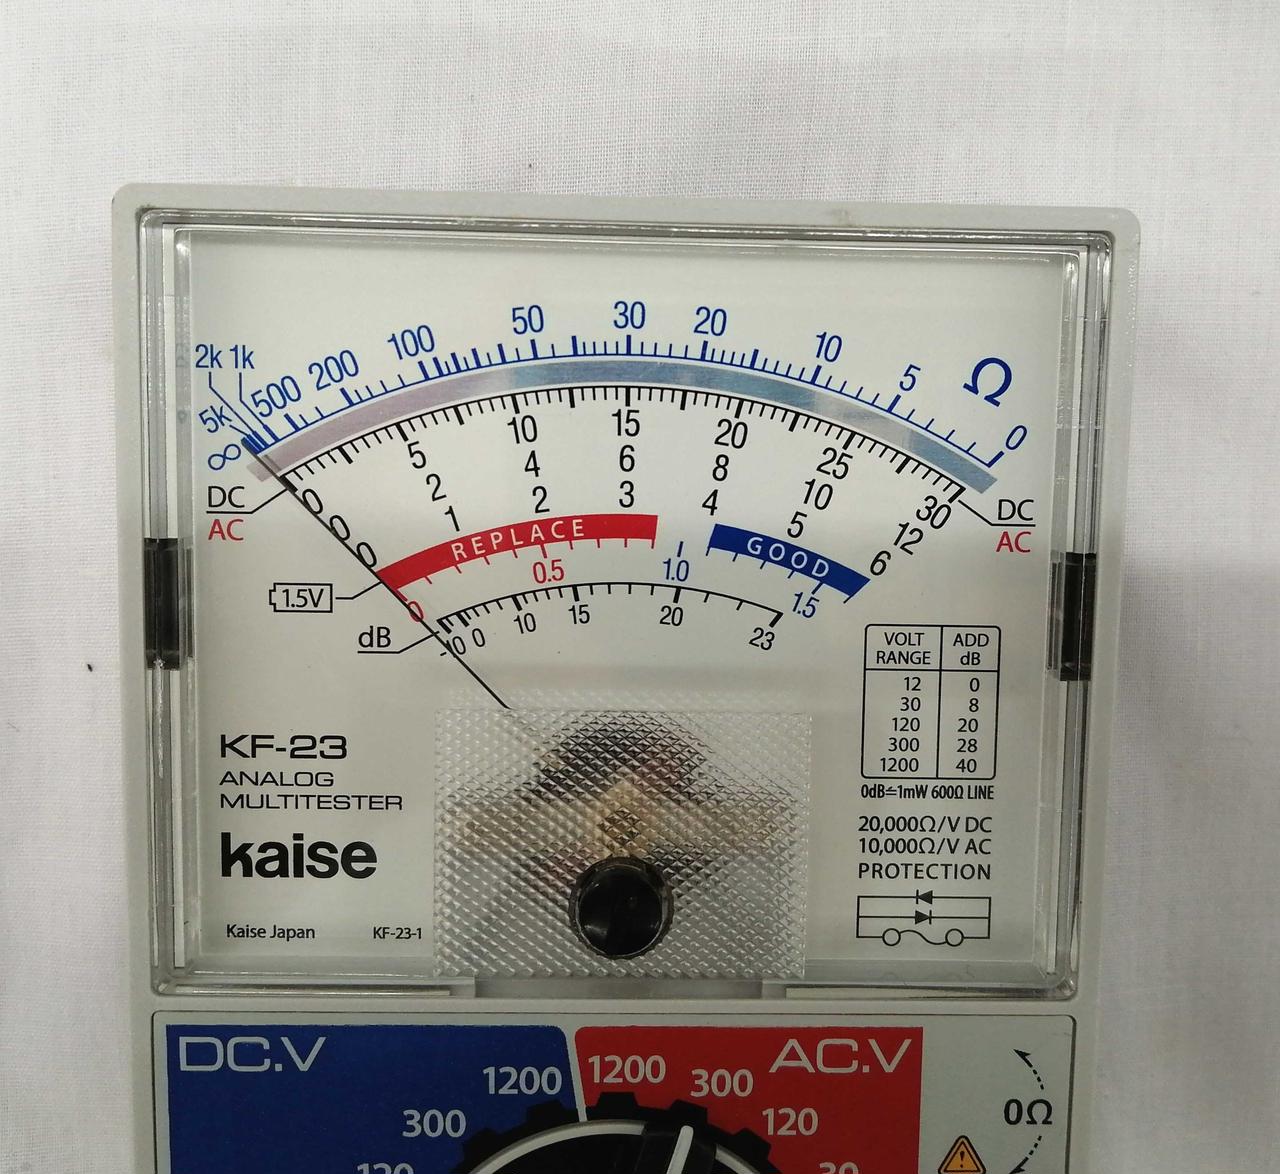 2k 1k
5k 500 200 100 50 30 20 10 5 Ω
∞ 0
DC 0 5 10 15 20 25 30 DC
AC 0 2 4 6 8 10 12 AC
0 1 2 3 4 5 6
REPLACE GOOD
1.5V 0 0.5 1.0 1.5
dB -10 0 10 15 20 23
VOLT RANGE ADD dB
12 0
30 8
120 20
300 28
1200 40
0dB≒1mW 600Ω LINE
20,000Ω/V DC
10,000Ω/V AC
PROTECTION
KF-23
ANALOG
MULTITESTER
kaise
Kaise Japan KF-23-1
DC.V AC.V
1200 1200 300
300 120 0Ω
120 30